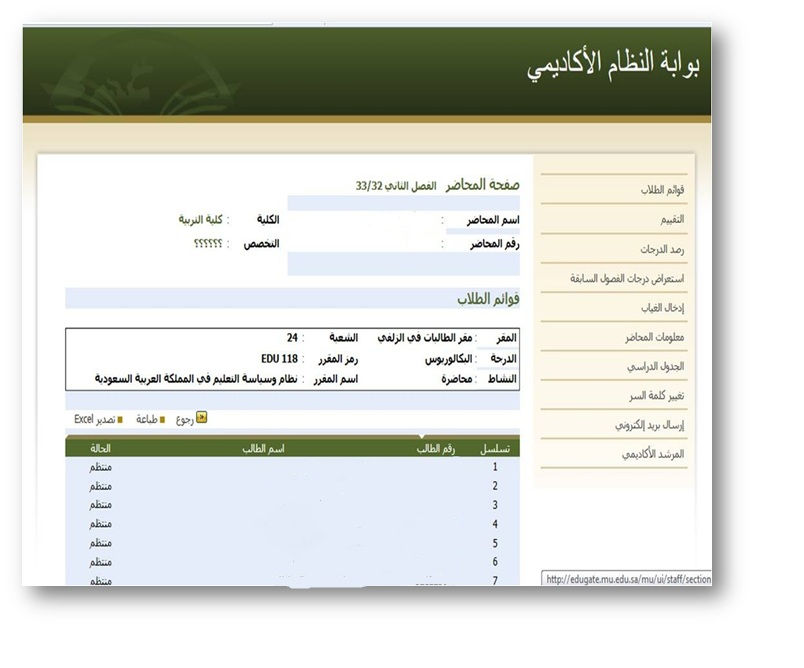 بوابة النظام الأكاديمي
قوائم الطلاب
التقييم
رصد الدرجات
استعراض درجات الفصول السابقة
إدخال الغياب
معلومات المحاضر
الجدول الدراسي
تغيير كلمة السر
إرسال بريد إلكتروني
المرشد الأكاديمي
صفحة المحاضر الفصل الثاني 33/32
اسم المحاضر : الكلية : كلية التربية
رقم المحاضر : التخصص : ؟؟؟؟؟؟
قوائم الطلاب
المقر : مقر الطالبات في الزلفي الشعبة : 24
الدرجة : البكالوريوس رمز المقرر : EDU 118
النشاط : محاضرة اسم المقرر : نظام وسياسة التعليم في المملكة العربية السعودية
رجوع طباعة تصدير Excel
تسلسل رقم الطالب اسم الطالب الحالة
1 منتظم
2 منتظم
3 منتظم
4 منتظم
5 منتظم
6 منتظم
7 منتظم
http://edugate.mu.edu.sa/mu/ui/staff/section